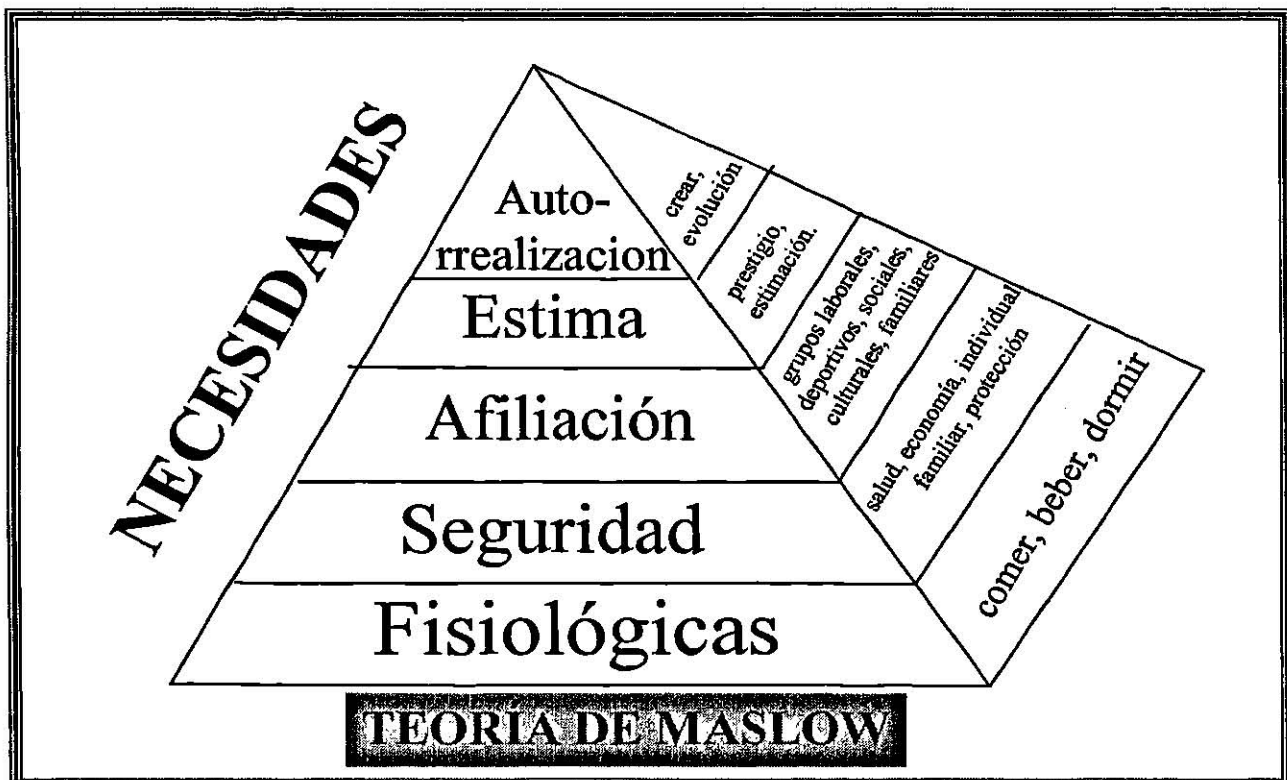 NECESIDADES
Auto-
rrealizacion
Estima
Afiliación
Seguridad
Fisiológicas
crear,
evolución
prestigio,
estimación.
grupos laborales,
deportivos, sociales,
culturales, familiares
salud, economía, individual
familiar, protección
comer, beber, dormir
TEORÍA DE MASLOW